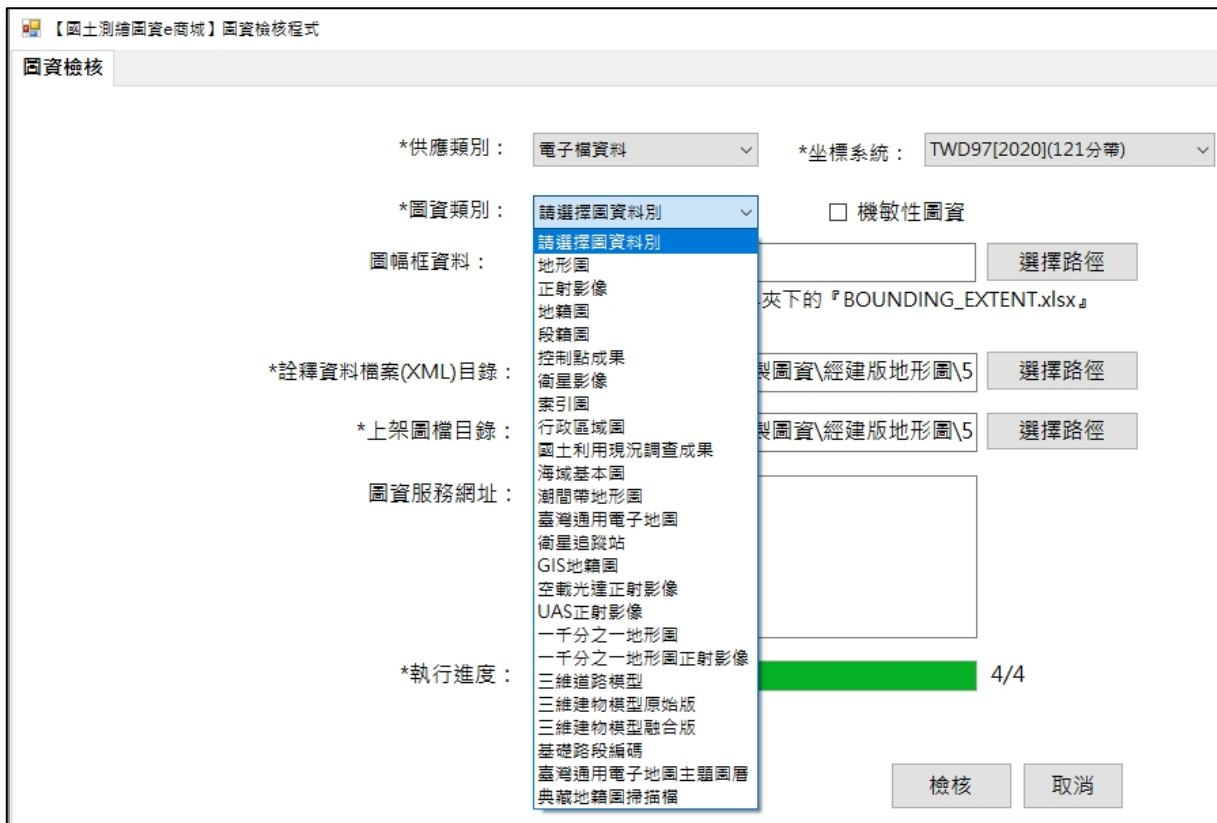 【國土測繪圖資e商城】圖資檢核程式
圖資檢核
*供應類別： 電子檔資料 *坐標系統： TWD97[2020](121分帶)
*圖資類別： 請選擇圖資料別 機敏性圖資
請選擇圖資料別
地形圖
正射影像
地籍圖
段籍圖
控制點成果
衛星影像
索引圖
行政區域圖
國土利用現況調查成果
海域基本圖
潮間帶地形圖
臺灣通用電子地圖
衛星追蹤站
GIS地籍圖
空載光達正射影像
UAS正射影像
一千分之一地形圖
一千分之一地形圖正射影像
三維道路模型
三維建物模型原始版
三維建物模型融合版
基礎路段編碼
臺灣通用電子地圖主題圖層
典藏地籍圖掃描檔
圖幅框資料： 選擇路徑
夾下的『BOUNDING_EXTENT.xlsx』
*詮釋資料檔案(XML)目錄： 製圖資\經建版地形圖\5 選擇路徑
*上架圖檔目錄： 製圖資\經建版地形圖\5 選擇路徑
圖資服務網址：
*執行進度： 4/4
檢核 取消